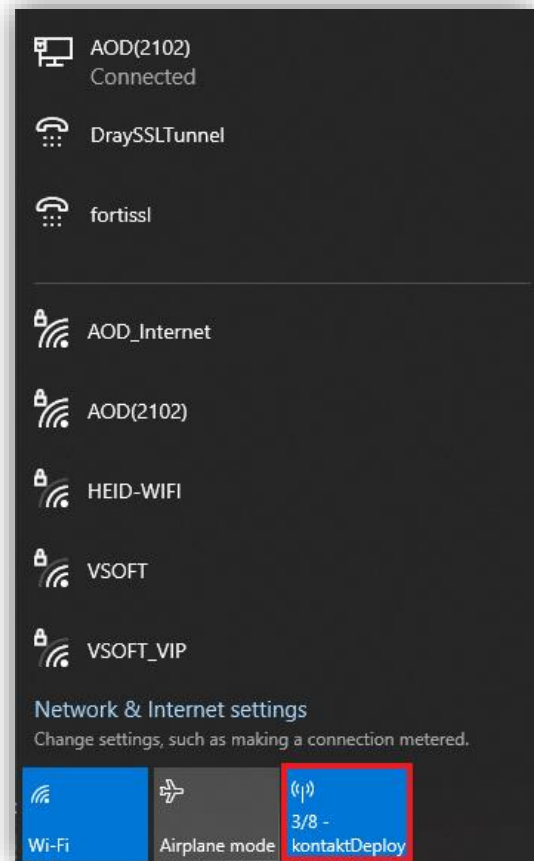 AOD(2102)
Connected
DraySSLTunnel
fortissl
AOD_Internet
AOD(2102)
HEID-WIFI
VSOFT
VSOFT_VIP
Network & Internet settings
Change settings, such as making a connection metered.
Wi-Fi
Airplane mode
3/8 -
kontaktDeploy